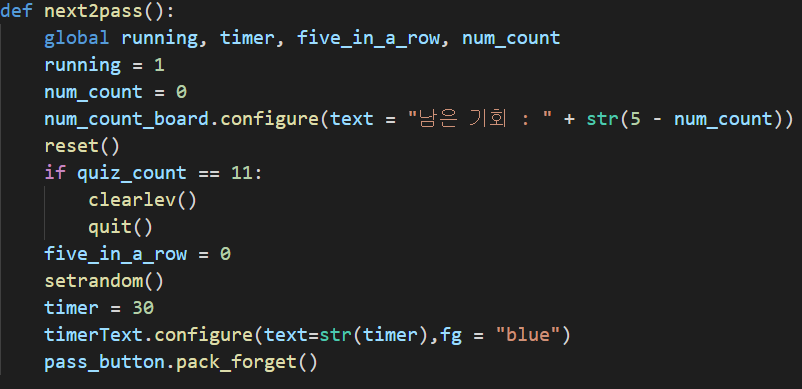 def next2pass():
    global running, timer, five_in_a_row, num_count
    running = 1
    num_count = 0
    num_count_board.configure(text = "남은 기회 : " + str(5 - num_count))
    reset()
    if quiz_count == 11:
        clearlev()
        quit()
    five_in_a_row = 0
    setrandom()
    timer = 30
    timerText.configure(text=str(timer),fg = "blue")
    pass_button.pack_forget()